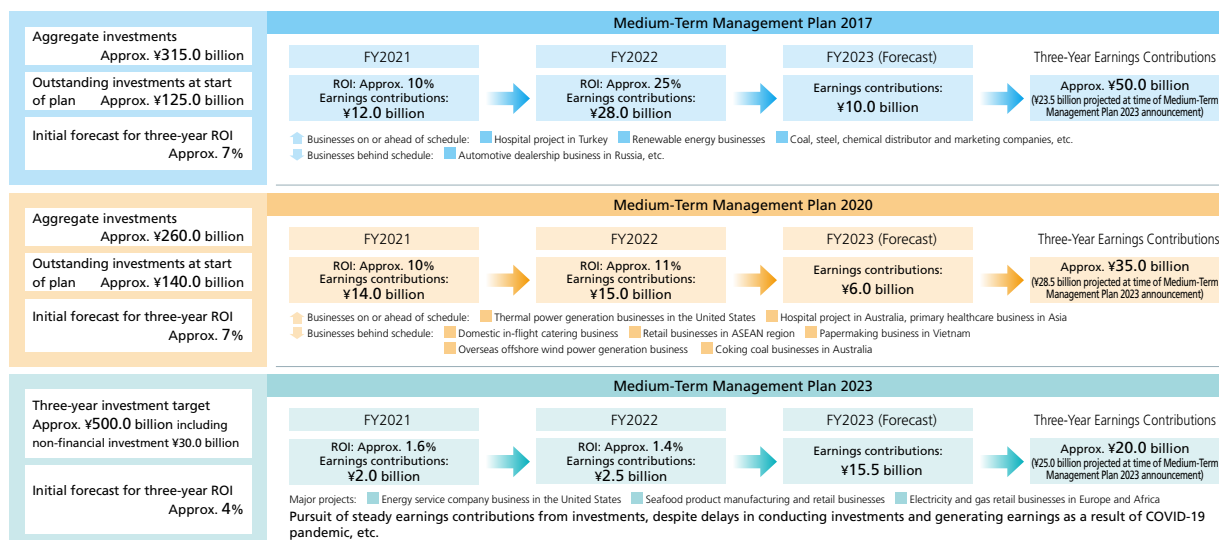 Medium-Term Management Plan 2017
Aggregate investments
Approx. ¥315.0 billion
Outstanding investments at start
of plan Approx. ¥125.0 billion
Initial forecast for three-year ROI
Approx. 7%
FY2021
FY2022
FY2023 (Forecast)
Three-Year Earnings Contributions
ROI: Approx. 10%
Earnings contributions:
¥12.0 billion
ROI: Approx. 25%
Earnings contributions:
¥28.0 billion
Earnings contributions:
¥10.0 billion
Approx. ¥50.0 billion
(¥23.5 billion projected at time of Medium-Term
Management Plan 2023 announcement)
Businesses on or ahead of schedule: Hospital project in Turkey Renewable energy businesses Coal, steel, chemical distributor and marketing companies, etc.
Businesses behind schedule: Automotive dealership business in Russia, etc.
Medium-Term Management Plan 2020
Aggregate investments
Approx. ¥260.0 billion
Outstanding investments at start
of plan Approx. ¥140.0 billion
Initial forecast for three-year ROI
Approx. 7%
FY2021
FY2022
FY2023 (Forecast)
Three-Year Earnings Contributions
ROI: Approx. 10%
Earnings contributions:
¥14.0 billion
ROI: Approx. 11%
Earnings contributions:
¥15.0 billion
Earnings contributions:
¥6.0 billion
Approx. ¥35.0 billion
(¥28.5 billion projected at time of Medium-Term
Management Plan 2023 announcement)
Businesses on or ahead of schedule: Thermal power generation businesses in the United States Hospital project in Australia, primary healthcare business in Asia
Businesses behind schedule: Domestic in-flight catering business Retail businesses in ASEAN region Papermaking business in Vietnam
Overseas offshore wind power generation business Coking coal businesses in Australia
Medium-Term Management Plan 2023
Three-year investment target
Approx. ¥500.0 billion including
non-financial investment ¥30.0 billion
Initial forecast for three-year ROI
Approx. 4%
FY2021
FY2022
FY2023 (Forecast)
Three-Year Earnings Contributions
ROI: Approx. 1.6%
Earnings contributions:
¥2.0 billion
ROI: Approx. 1.4%
Earnings contributions:
¥2.5 billion
Earnings contributions:
¥15.5 billion
Approx. ¥20.0 billion
(¥25.0 billion projected at time of Medium-Term
Management Plan 2023 announcement)
Major projects: Energy service company business in the United States Seafood product manufacturing and retail businesses Electricity and gas retail businesses in Europe and Africa
Pursuit of steady earnings contributions from investments, despite delays in conducting investments and generating earnings as a result of COVID-19
pandemic, etc.